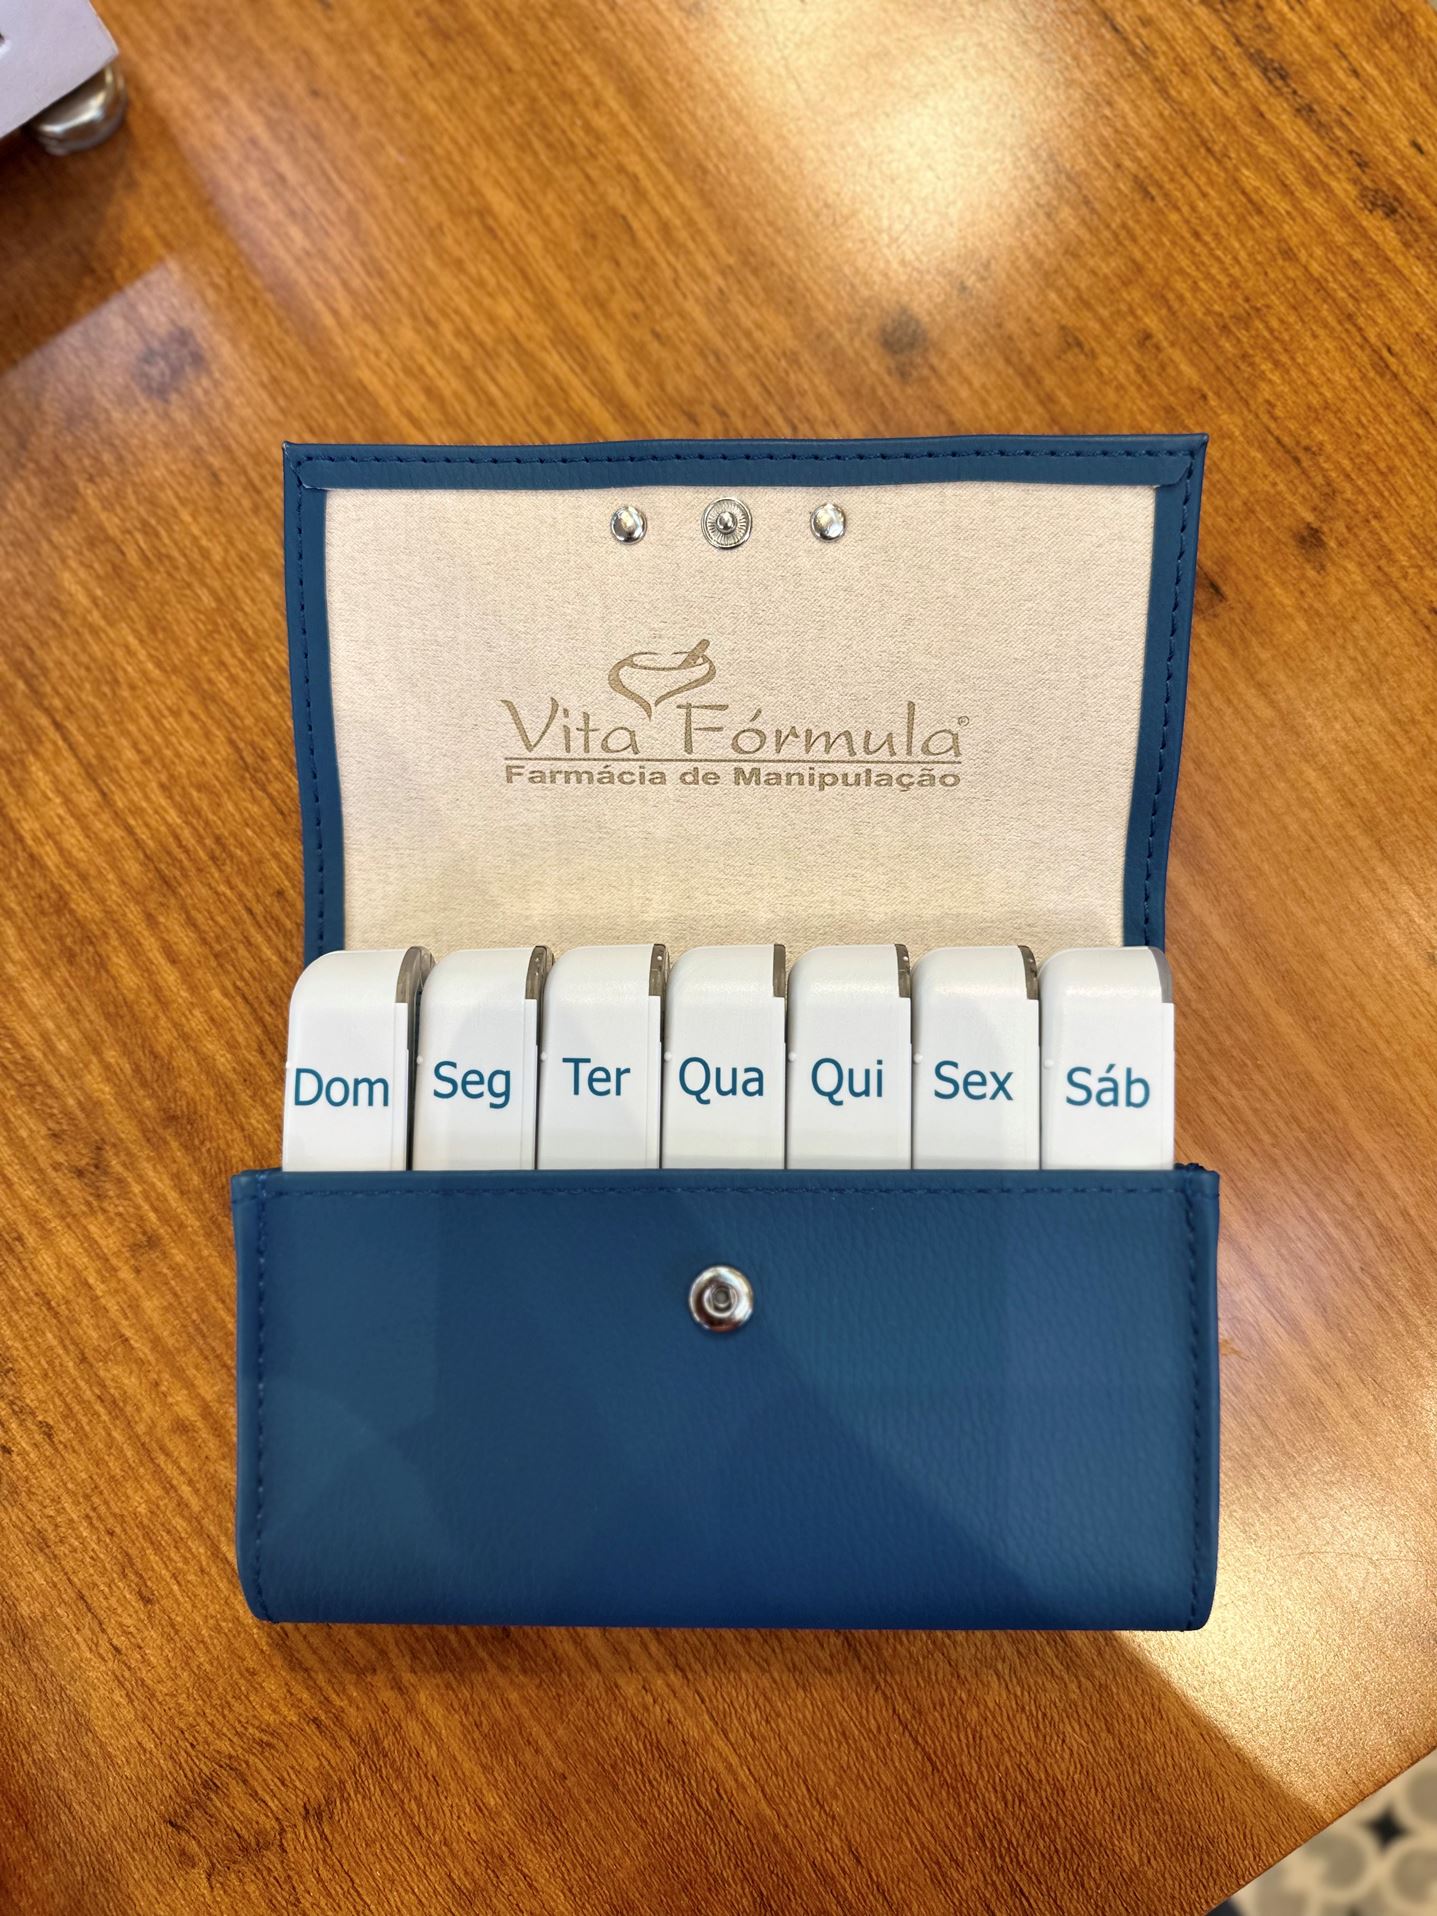 Vita Fórmula®
Farmácia de Manipulação
Dom Seg Ter Qua Qui Sex Sáb